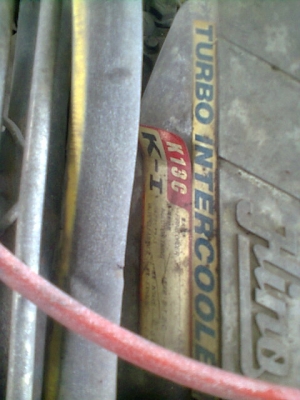 TURBO INTERCOOLE
K13C
K-I
Hino